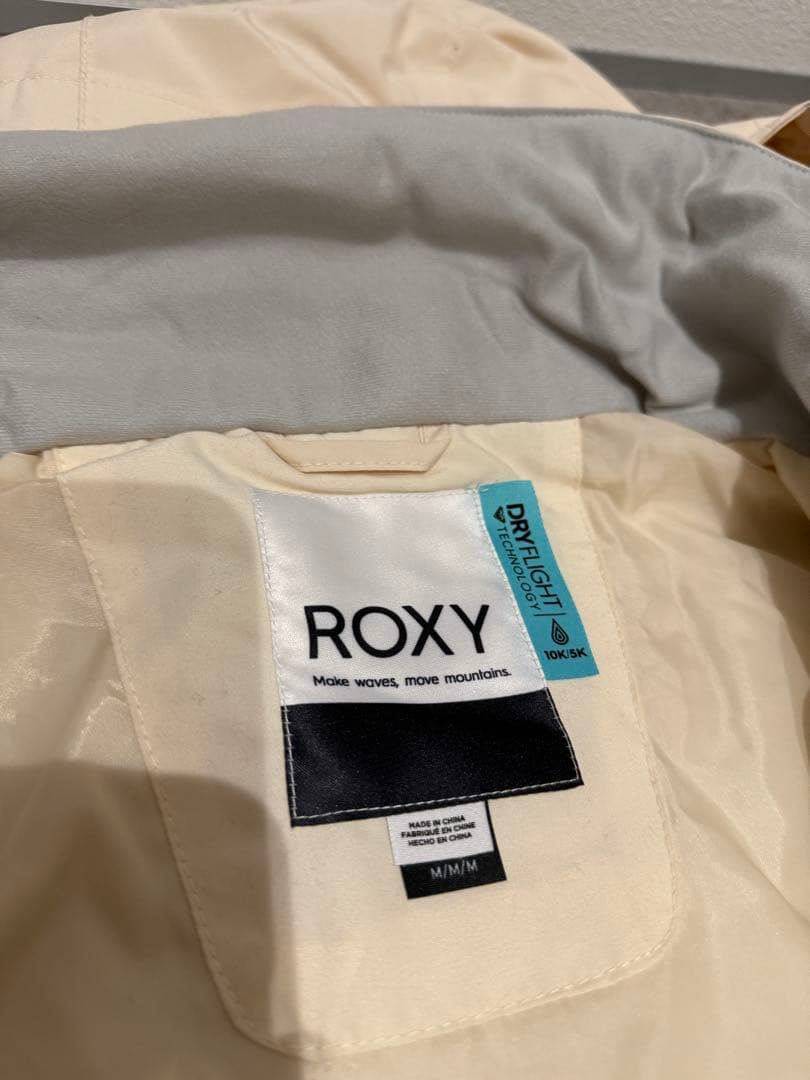 ROXY
Make waves, move mountains.
DRYFLIGHT
TECHNOLOGY
10K/5K
MADE IN CHINA
FABRIQUÉ EN CHINE
HECHO EN CHINA
M/M/M